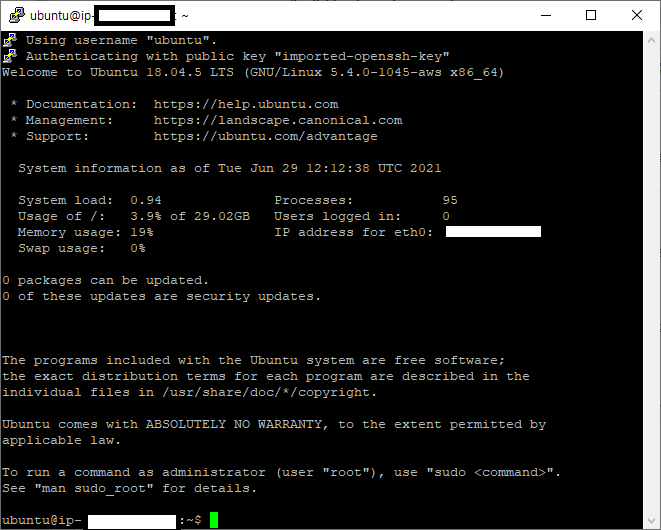 ubuntu@ip- : ~
Using username "ubuntu".
Authenticating with public key "imported-openssh-key"
Welcome to Ubuntu 18.04.5 LTS (GNU/Linux 5.4.0-1045-aws x86_64)
* Documentation:  https://help.ubuntu.com
* Management:     https://landscape.canonical.com
* Support:        https://ubuntu.com/advantage
System information as of Tue Jun 29 12:12:38 UTC 2021
System load:  0.94              Processes:           95
Usage of /:   3.9% of 29.02GB   Users logged in:     0
Memory usage: 19%               IP address for eth0:
Swap usage:   0%
0 packages can be updated.
0 of these updates are security updates.
The programs included with the Ubuntu system are free software;
the exact distribution terms for each program are described in the
individual files in /usr/share/doc/*/copyright.
Ubuntu comes with ABSOLUTELY NO WARRANTY, to the extent permitted by
applicable law.
To run a command as administrator (user "root"), use "sudo <command>".
See "man sudo_root" for details.
ubuntu@ip- :~$